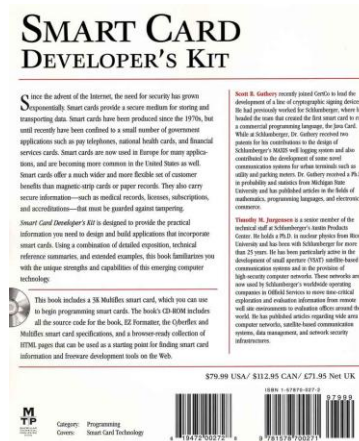 SMART CARD
DEVELOPER'S KIT
Since the advent of the Internet, the need for security has grown
exponentially. Smart cards provide a secure medium for storing and
transporting data. Smart cards have been produced since the 1970s, but
until recently have been confined to a small number of government
applications such as pay telephones, national health cards, and financial
services cards. Smart cards are now used in Europe for many applica-
tions, and are becoming more common in the United States as well.
Smart cards offer a much wider and more flexible set of customer
benefits than magnetic-strip cards or paper records. They also carry
secure information—such as medical records, licenses, subscriptions,
and accreditations—that must be guarded against tampering.
Smart Card Developer's Kit is designed to provide the practical
information you need to design and build applications that incorporate
smart cards. Using a combination of detailed exposition, technical
reference summaries, and extended examples, this book familiarizes you
with the unique strengths and capabilities of this emerging computer
technology.
This book includes a 3K Multiflex smart card, which you can use
to begin programming smart cards. The book's CD-ROM includes
all the source code for the book, EZ Formatter, the Cyberflex and
Multiflex smart card specifications, and a browser-ready collection of
HTML pages that can be used as a starting point for finding smart card
information and freeware development tools on the Web.
Scott B. Guthery recently joined CertCo to lead the
development of a line of cryptographic signing devices.
He had previously worked for Schlumberger, where h
headed the team that created the first smart card to r
a commercial programming language, the Java Card.
While at Schlumberger, Dr. Guthery received two
patents for his contributions to the design of
Schlumberger's MAXIS well logging system and also
contributed to the development of some novel
communication systems for urban terminals such as
utility and parking meters. Dr. Guthery received a Ph.
in probability and statistics from Michigan State
University and has published articles in the fields of
mathematics, programming languages, and electronic
commerce.
Timothy M. Jurgensen is a senior member of the
technical staff at Schlumberger's Austin Products
Center. He holds a Ph.D. in nuclear physics from Rice
University and has been with Schlumberger for more
than 25 years. He has been particularly active in the
development of small aperture (VSAT) satellite-based
communication systems and in the provision of
high-security computer networks. These networks are
now used by Schlumberger's worldwide operating
companies in Oilfield Services to move time-critical
exploration and evaluation information from remote
well site environments to evaluation offices around th
world. He has published articles regarding wide area
computer networks, satellite-based communication
systems, data management, and network security
infrastructures.
$79.99 USA/ $112.95 CAN/ £71.95 Net UK
ISBN 1-57870-027-2
97999
MTP
Category: Programming
Covers: Smart Card Technology
9 781578 700271